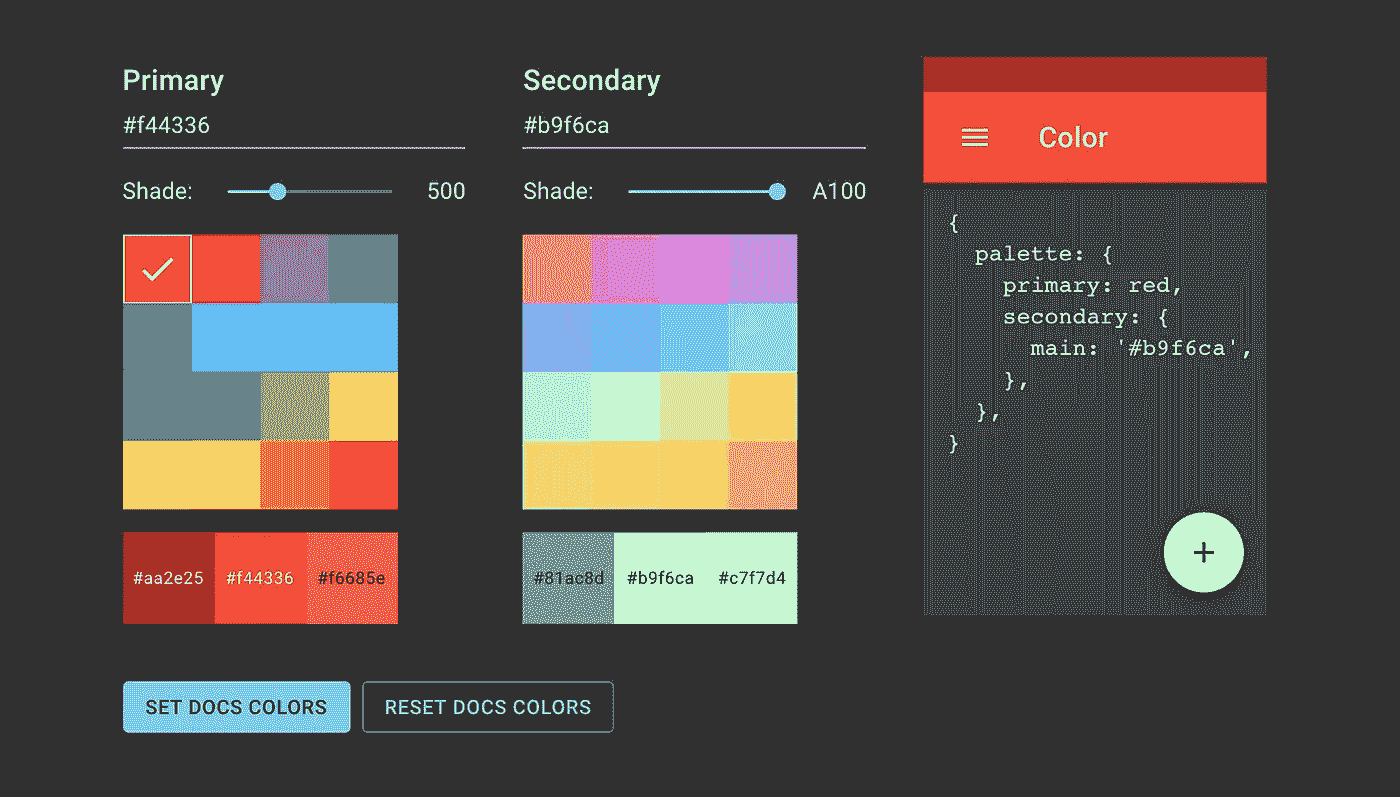 Primary
#f44336
Shade:
500
#aa2e25
#f44336
#f6685e
Secondary
#b9f6ca
Shade:
A100
#81ac8d
#b9f6ca
#c7f7d4
SET DOCS COLORS
RESET DOCS COLORS
Color
{
palette: {
primary: red,
secondary: {
main: '#b9f6ca',
},
},
}